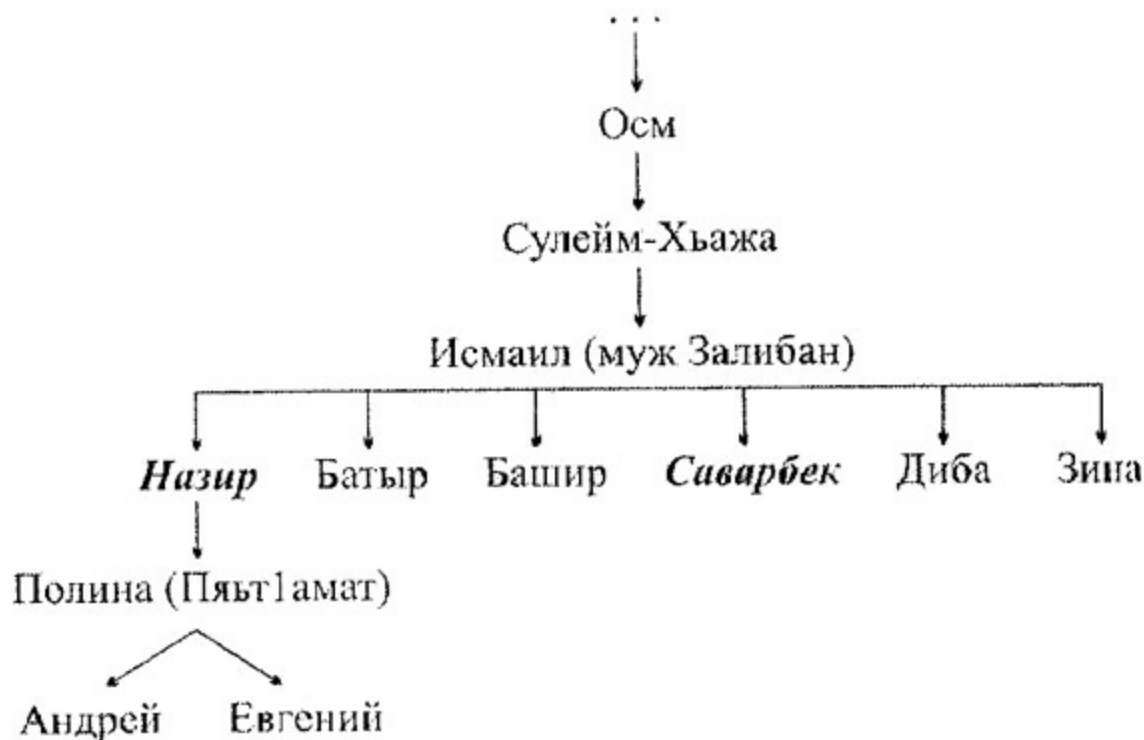 ...
Осм
Сулейм-Хьажа
Исмаил (муж Залибан)
Назир Батыр Башир Саварбек Диба Зина
Полина (Пяьт1амат)
Андрей Евгений